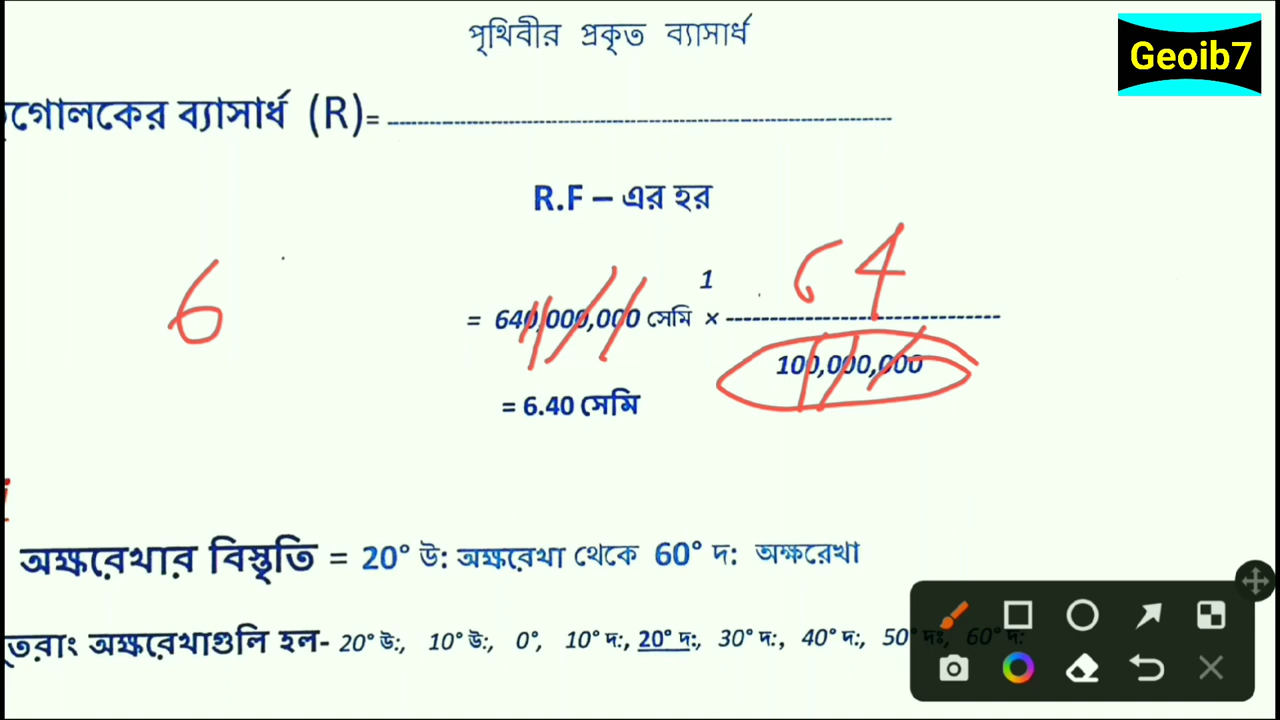 পৃথিবীর প্রকৃত ব্যাসার্ধ
Geoib7
গোলকের ব্যাসার্ধ (R)= ----------------------------------------
R.F – এর হর
64
1
6
= 640,000,000 সেমি × --------------------
100,000,000
= 6.40 সেমি
অক্ষরেখার বিস্তৃতি = 20° উ: অক্ষরেখা থেকে 60° দ: অক্ষরেখা
তরাং অক্ষরেখাগুলি হল- 20° উ:, 10° উ:, 0°, 10° দ:, 20° দ:, 30° দ:, 40° দ:, 50° দঃ, 60° দ: